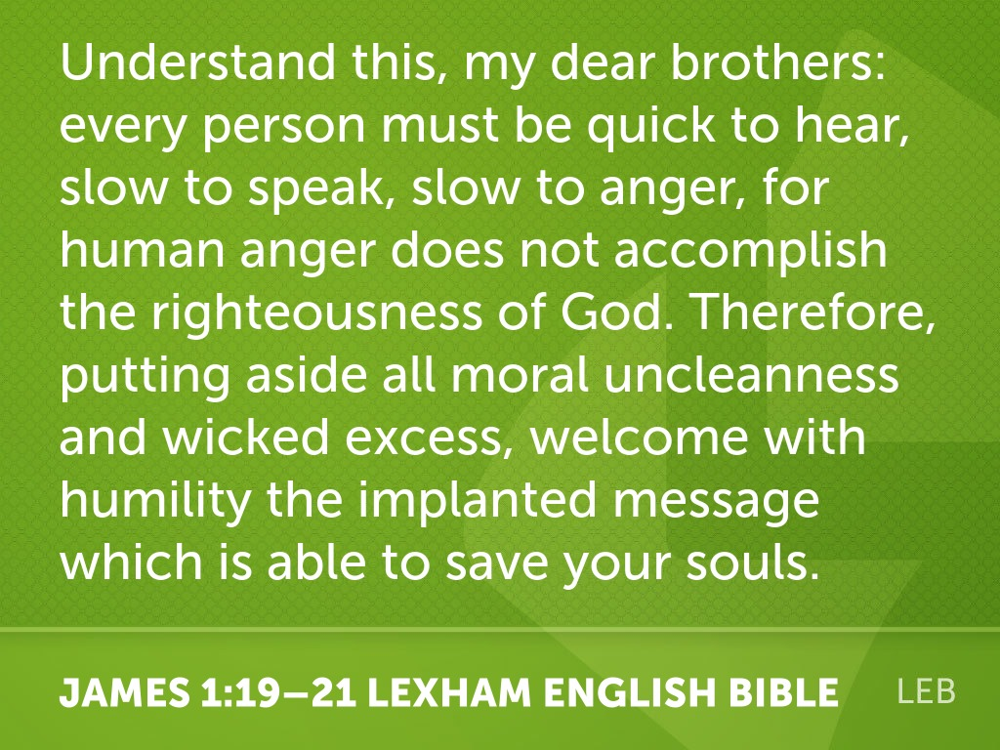 Understand this, my dear brothers:
every person must be quick to hear,
slow to speak, slow to anger, for
human anger does not accomplish
the righteousness of God. Therefore,
putting aside all moral uncleanness
and wicked excess, welcome with
humility the implanted message
which is able to save your souls.
JAMES 1:19–21 LEXHAM ENGLISH BIBLE LEB